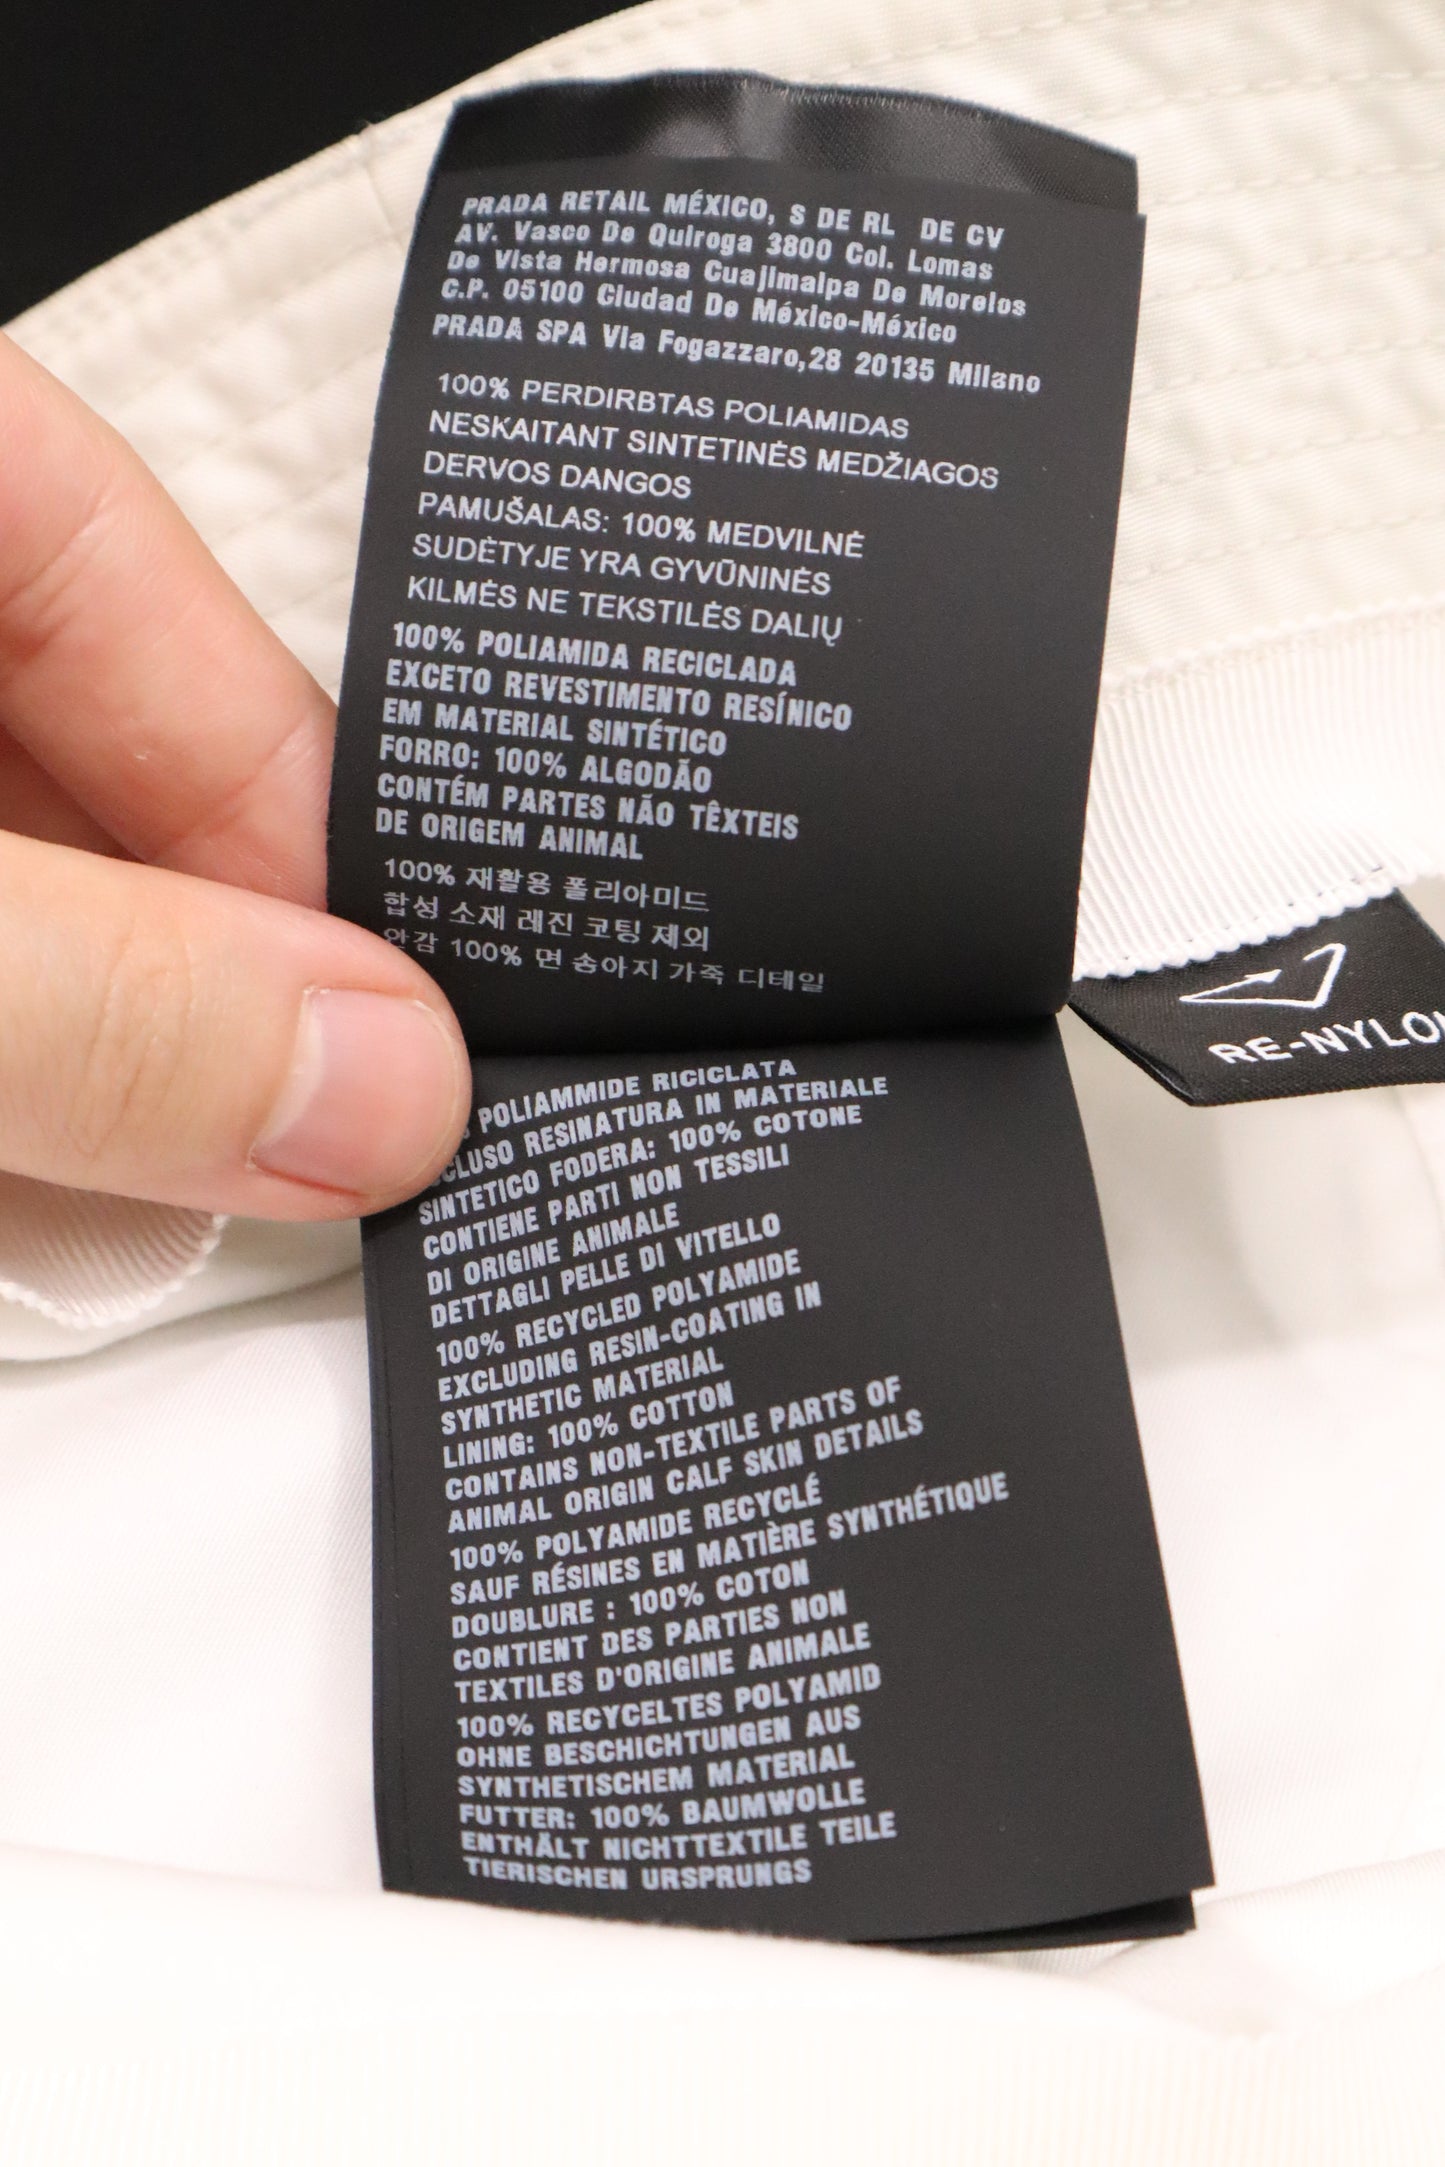 PRADA RETAIL MÉXICO, S DE RL DE CV
AV. Vasco De Quiroga 3800 Col. Lomas
De Vista Hermosa Cuajimalpa De Morelos
C.P. 05100 Ciudad De México-México
PRADA SPA Via Fogazzaro,28 20135 Milano
100% PERDIRBTAS POLIAMIDAS
NESKAITANT SINTETINĖS MEDŽIAGOS
DERVOS DANGOS
PAMUŠALAS: 100% MEDVILNĖ
SUDĖTYJE YRA GYVŪNINĖS
KILMĖS NE TEKSTILĖS DALIŲ
100% POLIAMIDA RECICLADA
EXCETO REVESTIMENTO RESÍNICO
EM MATERIAL SINTÉTICO
FORRO: 100% ALGODÃO
CONTÉM PARTES NÃO TÊXTEIS
DE ORIGEM ANIMAL
100% 재활용 폴리아미드
합성 소재 레진 코팅 제외
안감 100% 면 송아지 가죽 디테일
RE-NYLO
POLIAMMIDE RICICLATA
CLUSO RESINATURA IN MATERIALE
SINTETICO FODERA: 100% COTONE
CONTIENE PARTI NON TESSILI
DI ORIGINE ANIMALE
DETTAGLI PELLE DI VITELLO
100% RECYCLED POLYAMIDE
EXCLUDING RESIN-COATING IN
SYNTHETIC MATERIAL
LINING: 100% COTTON
CONTAINS NON-TEXTILE PARTS OF
ANIMAL ORIGIN CALF SKIN DETAILS
100% POLYAMIDE RECYCLÉ
SAUF RÉSINES EN MATIÈRE SYNTHÉTIQUE
DOUBLURE : 100% COTON
CONTIENT DES PARTIES NON
TEXTILES D'ORIGINE ANIMALE
100% RECYCELTES POLYAMID
OHNE BESCHICHTUNGEN AUS
SYNTHETISCHEM MATERIAL
FUTTER: 100% BAUMWOLLE
ENTHÄLT NICHTTEXTILE TEILE
TIERISCHEN URSPRUNGS